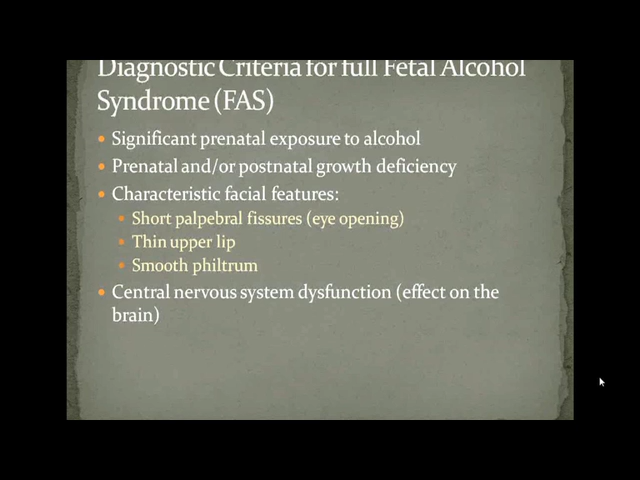 Diagnostic Criteria for full Fetal Alcohol
Syndrome (FAS)
• Significant prenatal exposure to alcohol
• Prenatal and/or postnatal growth deficiency
• Characteristic facial features:
• Short palpebral fissures (eye opening)
• Thin upper lip
• Smooth philtrum
• Central nervous system dysfunction (effect on the
brain)